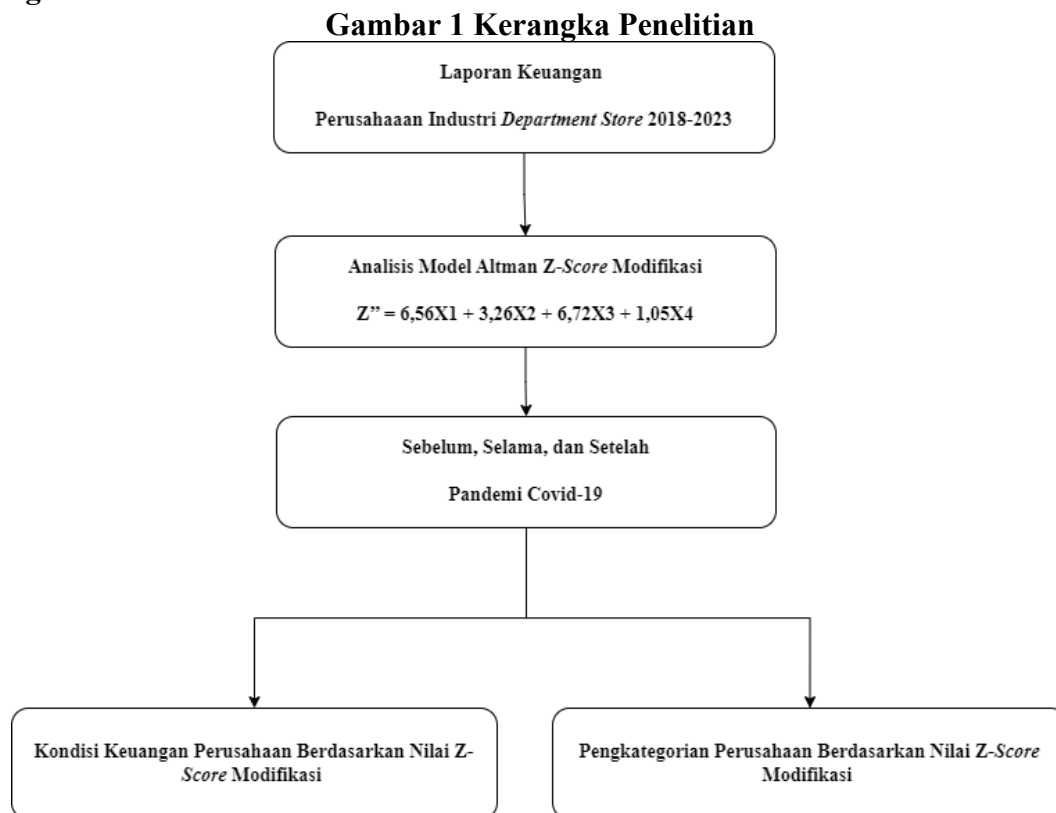 Gambar 1 Kerangka Penelitian
Laporan Keuangan
Perusahaaan Industri Department Store 2018-2023
Analisis Model Altman Z-Score Modifikasi
Z” = 6,56X1 + 3,26X2 + 6,72X3 + 1,05X4
Sebelum, Selama, dan Setelah
Pandemi Covid-19
Kondisi Keuangan Perusahaan Berdasarkan Nilai Z-
Score Modifikasi
Pengkategorian Perusahaan Berdasarkan Nilai Z-Score
Modifikasi